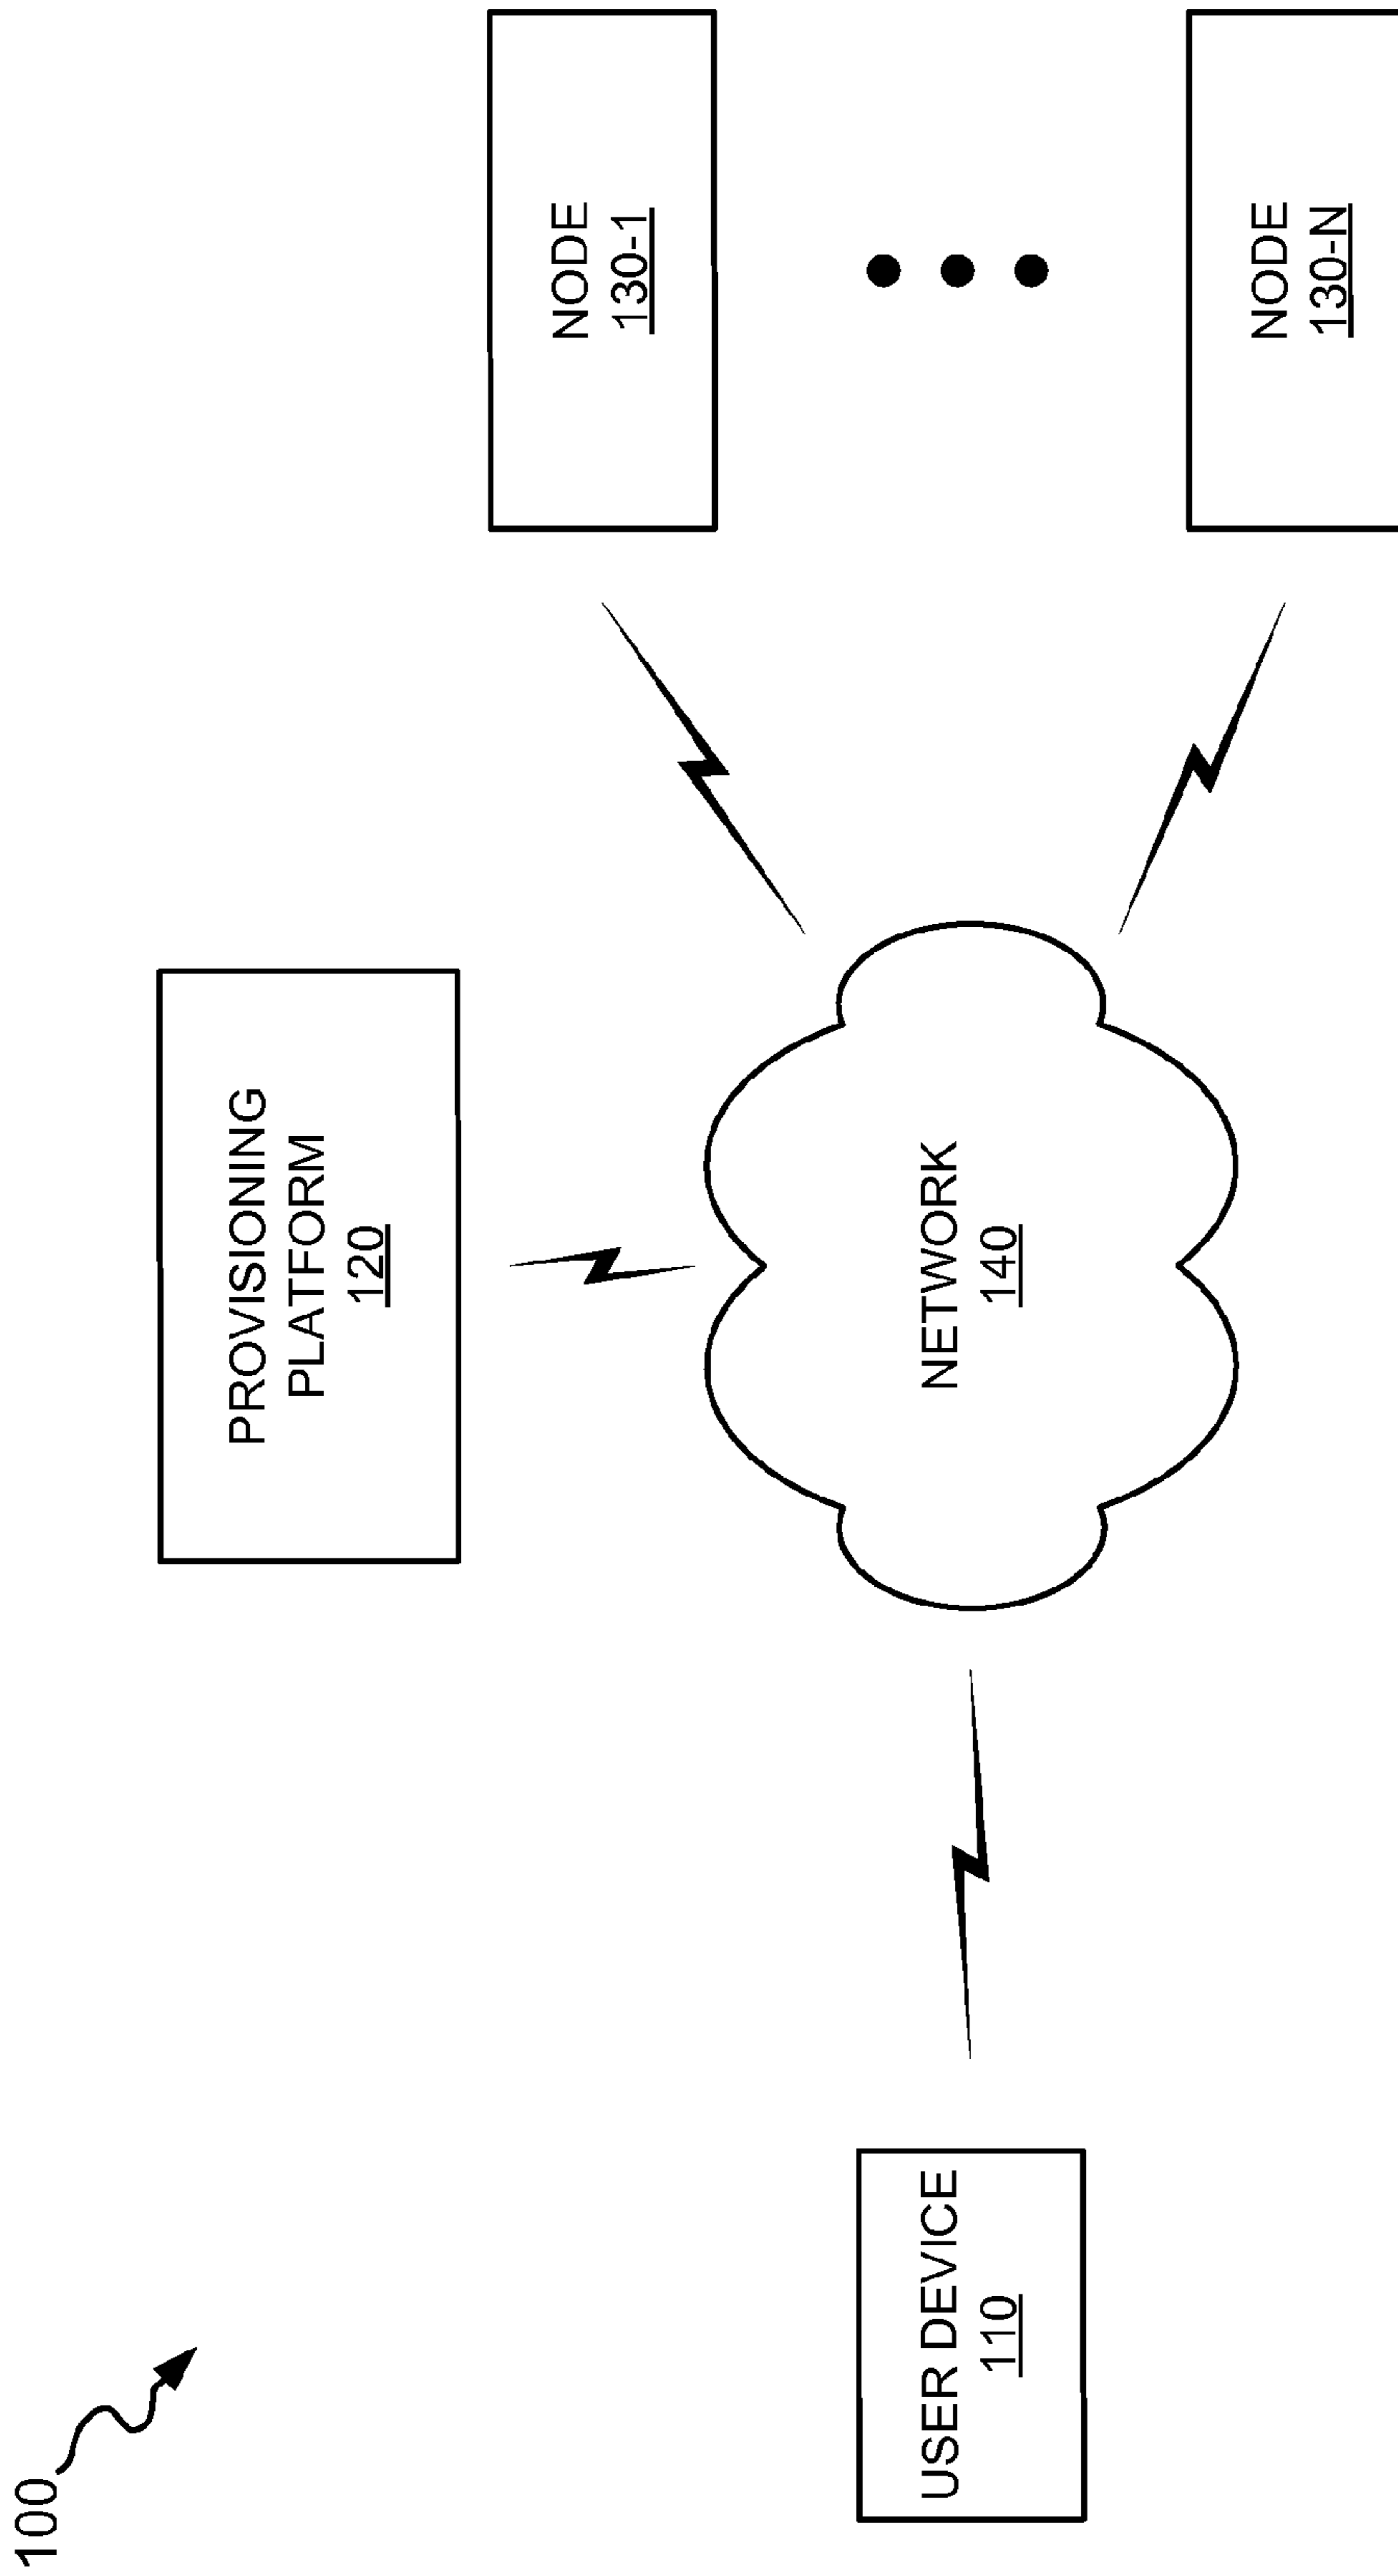 100
PROVISIONING
PLATFORM
120
NODE
130-1
USER DEVICE
110
NETWORK
140
NODE
130-N